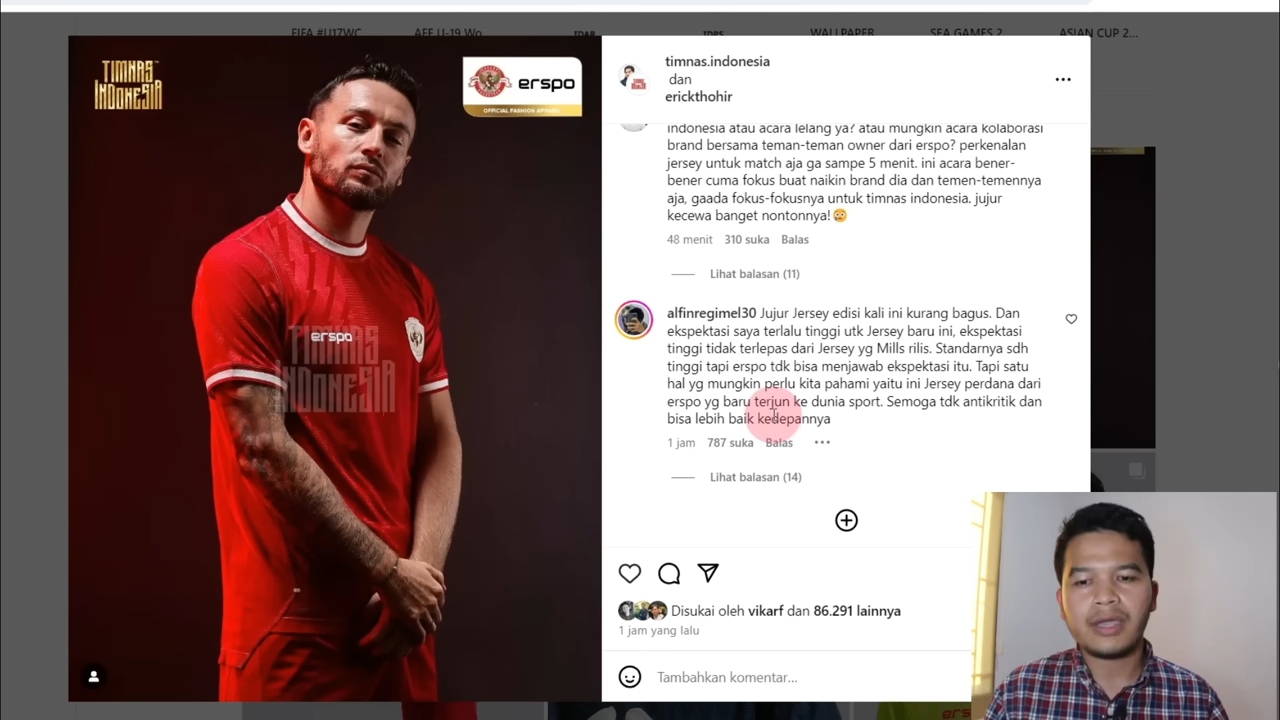 FIFA #U17WC
AFF U-19 Wo
WALLPAPER
SEA GAMES 2
ASIAN CUP 2...
TIMNAS
INDONESIA
erspo
OFFICIAL FASHION APPAREL
timnas.indonesia
dan
erickthohir
indonesia atau acara lelang ya? atau mungkin acara kolaborasi
brand bersama teman-teman owner dari erspo? perkenalan
jersey untuk match aja ga sampe 5 menit. ini acara bener-
bener cuma fokus buat naikin brand dia dan temen-temennya
aja, gaada fokus-fokusnya untuk timnas indonesia. jujur
kecewa banget nontonnya!😳
48 menit 310 suka Balas
Lihat balasan (11)
alfinregimel30 Jujur Jersey edisi kali ini kurang bagus. Dan
ekspektasi saya terlalu tinggi utk Jersey baru ini, ekspektasi
tinggi tidak terlepas dari Jersey yg Mills rilis. Standarnya sdh
tinggi tapi erspo tdk bisa menjawab ekspektasi itu. Tapi satu
hal yg mungkin perlu kita pahami yaitu ini Jersey perdana dari
erspo yg baru terjun ke dunia sport. Semoga tdk antikritik dan
bisa lebih baik kedepannya
1 jam 787 suka Balas
Lihat balasan (14)
erspo
TIMNAS
INDONESIA
Disukai oleh vikarf dan 86.291 lainnya
1 jam yang lalu
Tambahkan komentar...